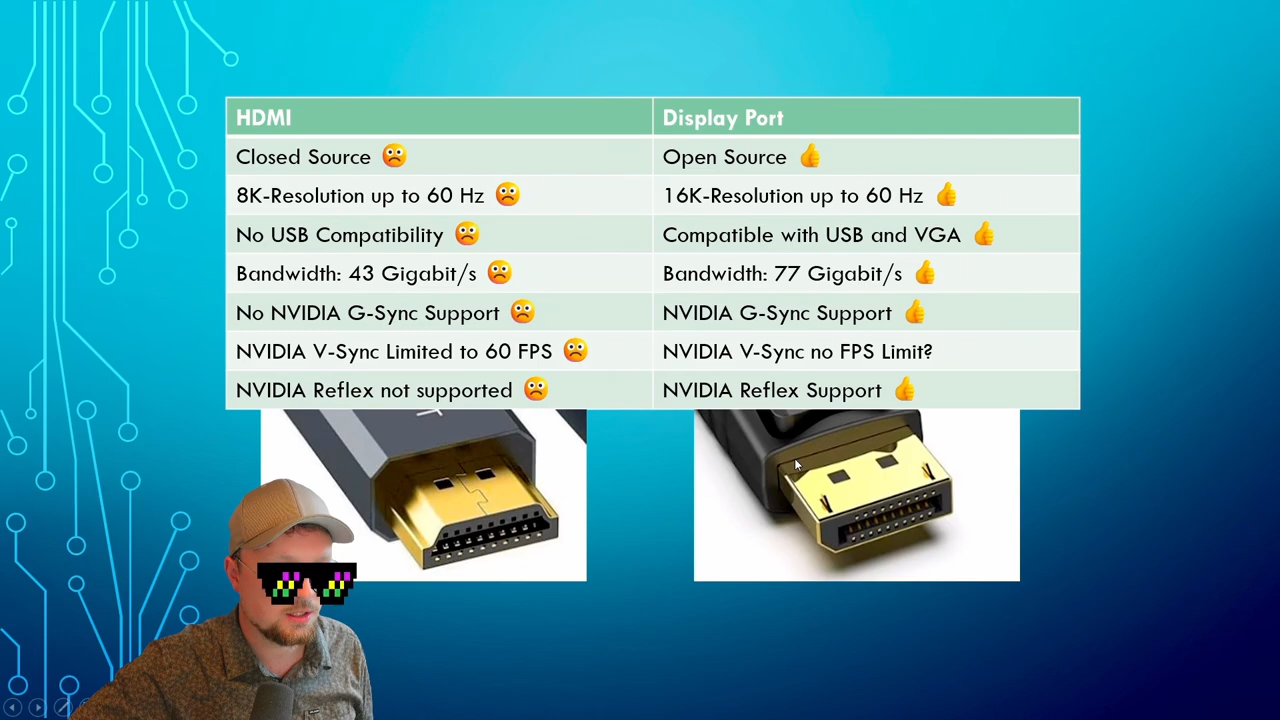 HDMI
Display Port
Closed Source ☹️
Open Source 👍
8K-Resolution up to 60 Hz ☹️
16K-Resolution up to 60 Hz 👍
No USB Compatibility ☹️
Compatible with USB and VGA 👍
Bandwidth: 43 Gigabit/s ☹️
Bandwidth: 77 Gigabit/s 👍
No NVIDIA G-Sync Support ☹️
NVIDIA G-Sync Support 👍
NVIDIA V-Sync Limited to 60 FPS ☹️
NVIDIA V-Sync no FPS Limit?
NVIDIA Reflex not supported ☹️
NVIDIA Reflex Support 👍